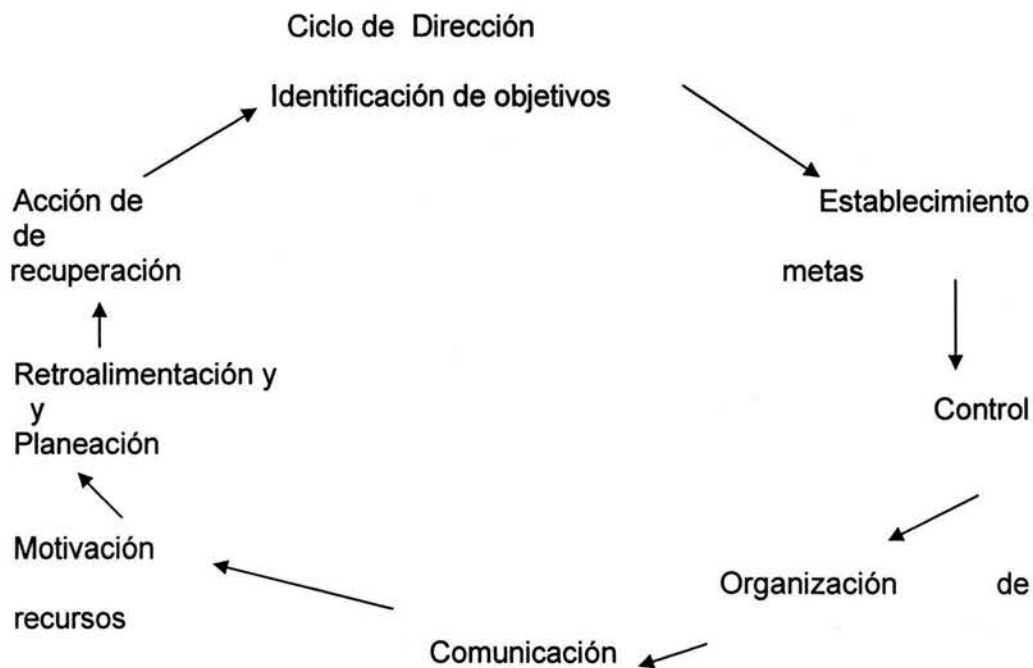 Ciclo de Dirección
Identificación de objetivos
Acción de Establecimiento
de
recuperación metas
Retroalimentación y
y Control
Planeación
Motivación
Organización de
recursos
Comunicación